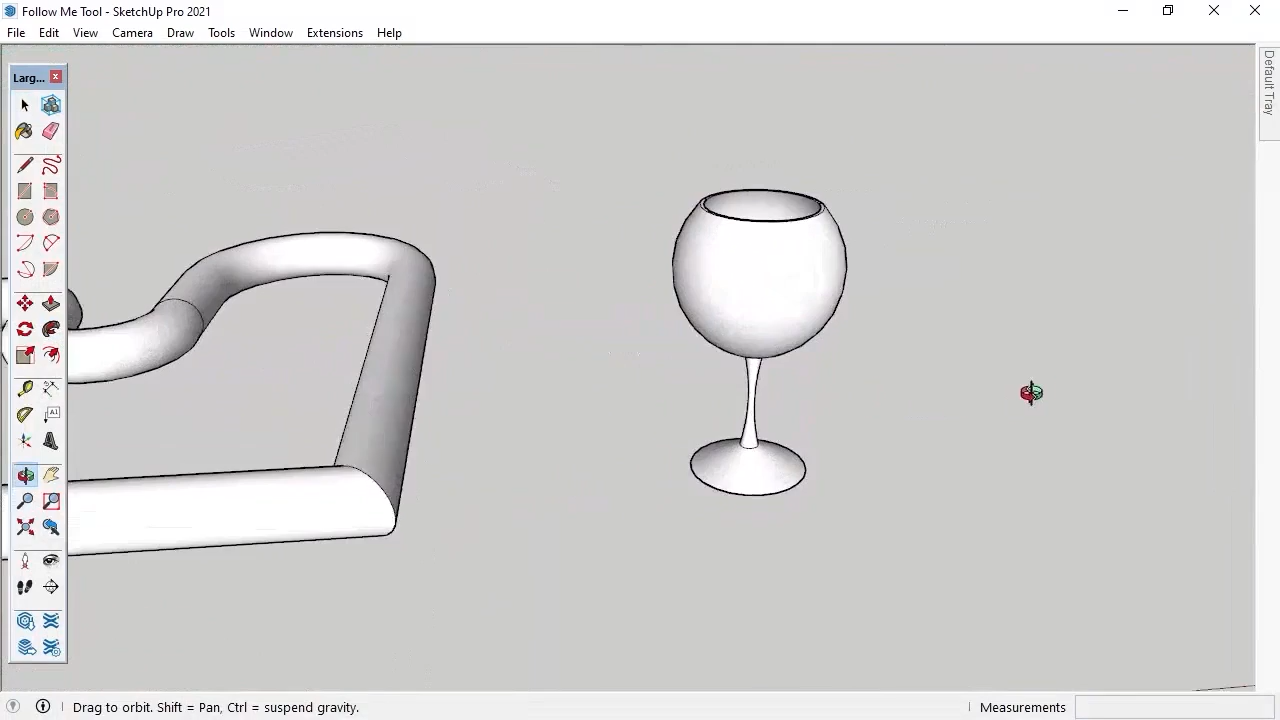 Follow Me Tool - SketchUp Pro 2021
File Edit View Camera Draw Tools Window Extensions Help
Default Tray
Larg...
A1
Drag to orbit. Shift = Pan, Ctrl = suspend gravity.
Measurements